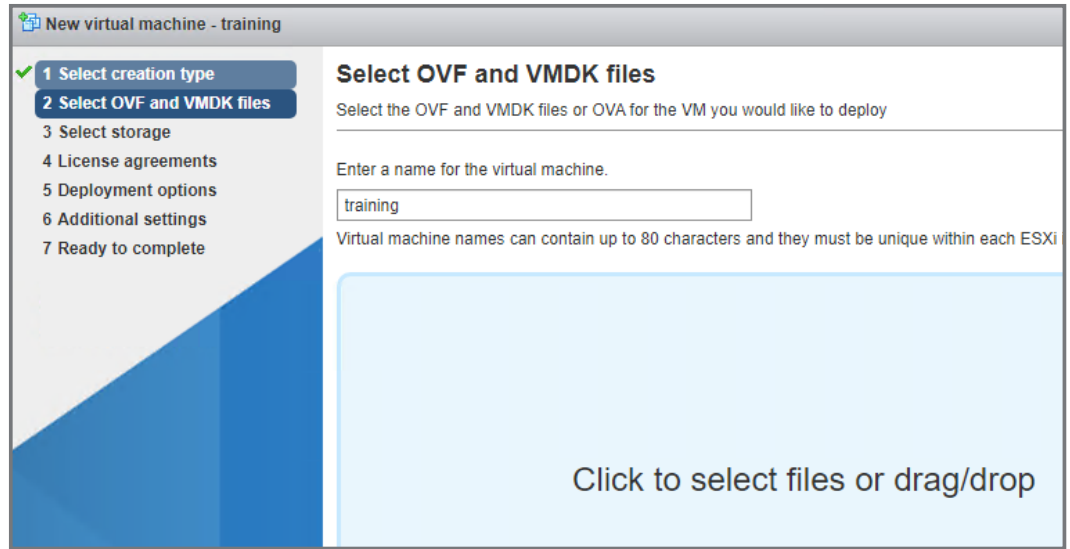 New virtual machine - training
1 Select creation type
2 Select OVF and VMDK files
3 Select storage
4 License agreements
5 Deployment options
6 Additional settings
7 Ready to complete
Select OVF and VMDK files
Select the OVF and VMDK files or OVA for the VM you would like to deploy
Enter a name for the virtual machine.
training
Virtual machine names can contain up to 80 characters and they must be unique within each ESXi
Click to select files or drag/drop